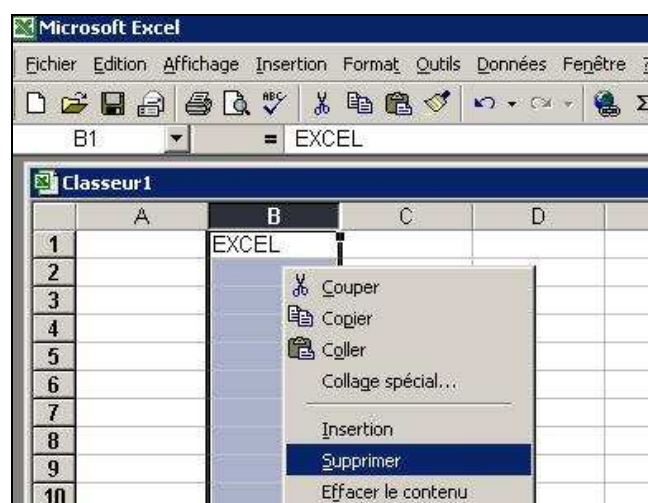 Microsoft Excel
Fichier Edition Affichage Insertion Format Outils Données Fenêtre ?
ABC Σ
B1 = EXCEL
Classeur1
A B C D
1 EXCEL
2
3
4
5
6
7
8
9
10
Couper
Copier
Coller
Collage spécial...
Insertion
Supprimer
Effacer le contenu